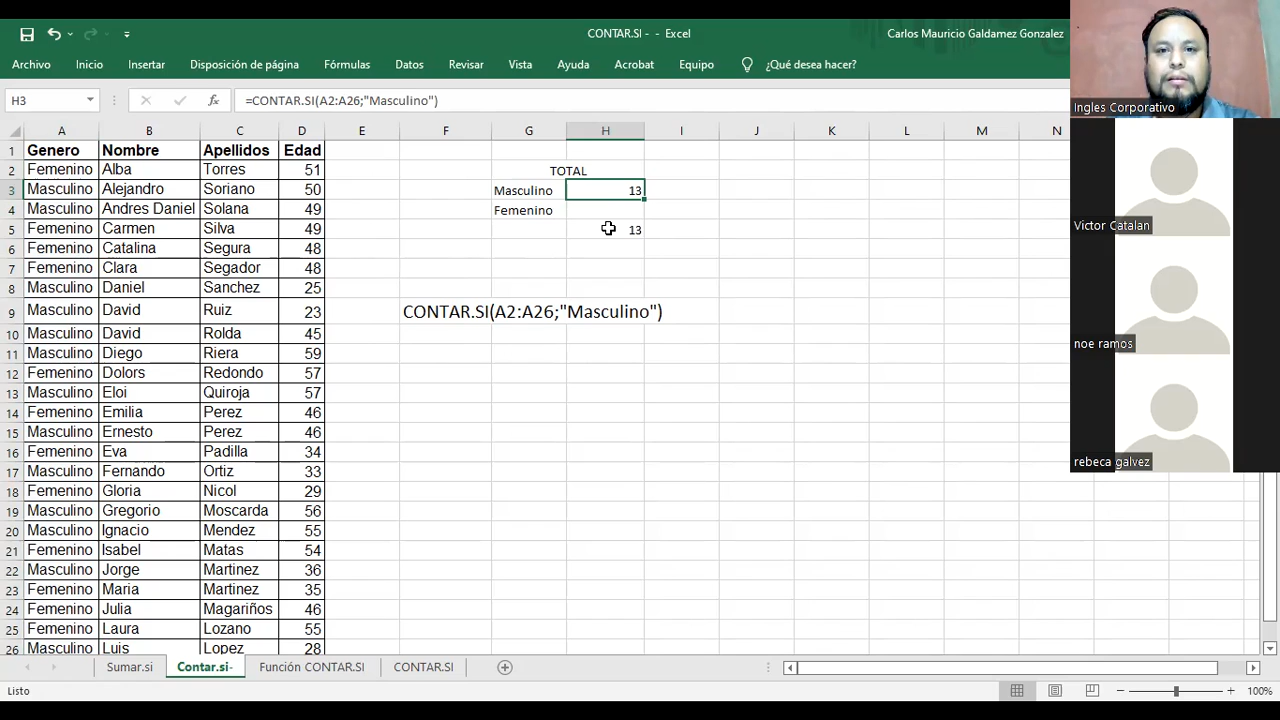 CONTAR.SI - - Excel
Carlos Mauricio Galdamez Gonzalez
Archivo Inicio Insertar Disposición de página Fórmulas Datos Revisar Vista Ayuda Acrobat Equipo ¿Qué desea hacer?
H3 fx =CONTAR.SI(A2:A26;"Masculino")
A B C D E F G H I J K L M N
1 Genero Nombre Apellidos Edad
2 Femenino Alba Torres 51 TOTAL
3 Masculino Alejandro Soriano 50 Masculino 13
4 Masculino Andres Daniel Solana 49 Femenino
5 Femenino Carmen Silva 49 13
6 Femenino Catalina Segura 48
7 Femenino Clara Segador 48
8 Masculino Daniel Sanchez 25
9 Masculino David Ruiz 23 CONTAR.SI(A2:A26;"Masculino")
10 Masculino David Rolda 45
11 Masculino Diego Riera 59
12 Femenino Dolors Redondo 57
13 Masculino Eloi Quiroja 57
14 Femenino Emilia Perez 46
15 Masculino Ernesto Perez 46
16 Femenino Eva Padilla 34
17 Masculino Fernando Ortiz 33
18 Femenino Gloria Nicol 29
19 Masculino Gregorio Moscarda 56
20 Masculino Ignacio Mendez 55
21 Femenino Isabel Matas 54
22 Masculino Jorge Martinez 36
23 Femenino Maria Martinez 35
24 Femenino Julia Magariños 46
25 Femenino Laura Lozano 55
26 Masculino Luis Lopez 28
Sumar.si Contar.si- Función CONTAR.SI CONTAR.SI
Listo 100%
Ingles Corporativo
Victor Catalan
noe ramos
rebeca galvez